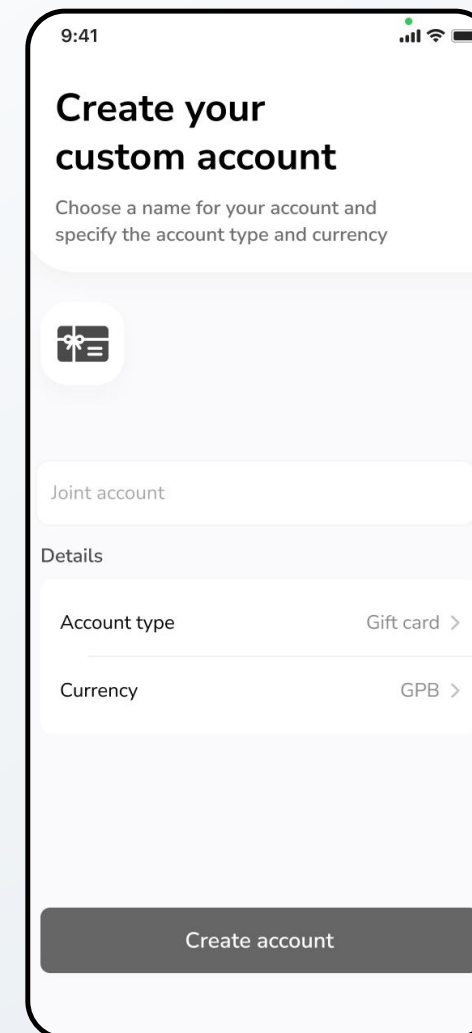 9:41
Create your
custom account
Choose a name for your account and
specify the account type and currency
Joint account
Details
Account type Gift card
Currency GPB
Create account